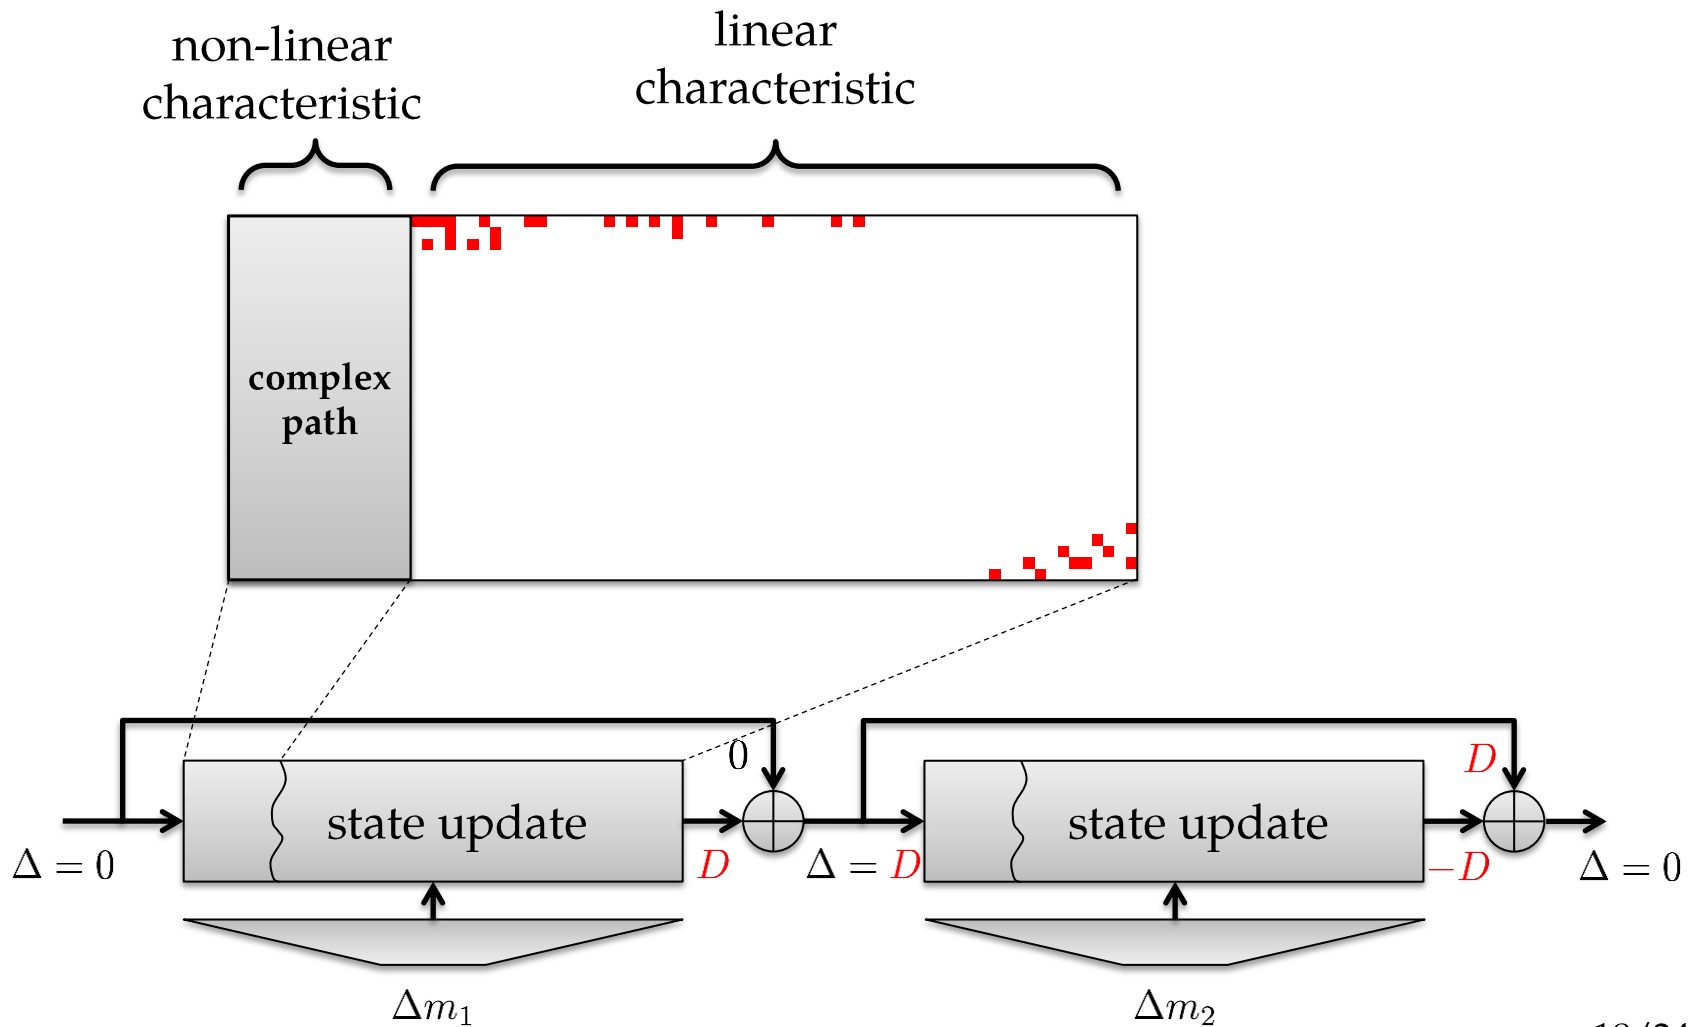 non-linear
characteristic
linear
characteristic
complex
path
0
D
state update
state update
Δ = 0
D
Δ = D
−D
Δ = 0
Δm₁
Δm₂